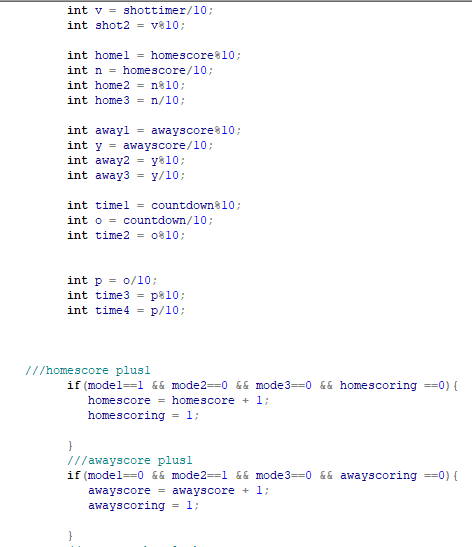 int v = shottimer/10;
int shot2 = v%10;
int home1 = homescore%10;
int n = homescore/10;
int home2 = n%10;
int home3 = n/10;
int away1 = awayscore%10;
int y = awayscore/10;
int away2 = y%10;
int away3 = y/10;
int time1 = countdown%10;
int o = countdown/10;
int time2 = o%10;
int p = o/10;
int time3 = p%10;
int time4 = p/10;
///homescore plus1
if(mode1==1 && mode2==0 && mode3==0 && homescoring ==0){
homescore = homescore + 1;
homescoring = 1;
}
///awayscore plus1
if(mode1==0 && mode2==1 && mode3==0 && awayscoring ==0){
awayscore = awayscore + 1;
awayscoring = 1;
}